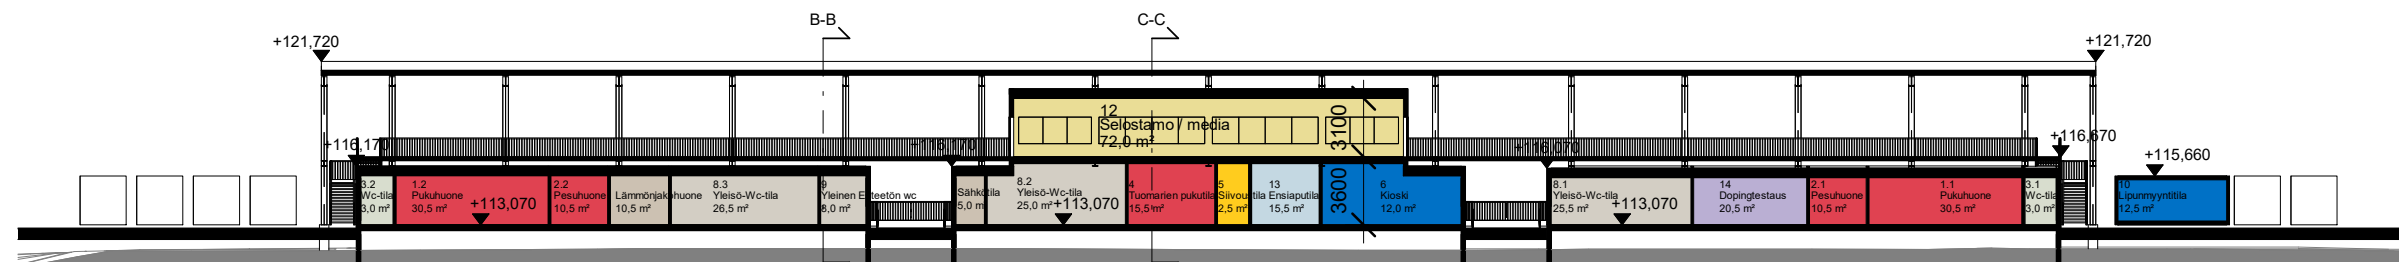 B-B
C-C
+121,720
+121,720
12
Selostamo / media
72,0 m²
3100
+116,170
+116,170
+116,070
+116,670
+115,660
3.2
Wc-tila
3,0 m²
1.2
Pukuhuone
30,5 m²
+113,070
2.2
Pesuhuone
10,5 m²
Lämmönjakohuone
10,5 m²
8.3
Yleisö-Wc-tila
26,5 m²
9
Yleinen Esteetön wc
8,0 m²
Sähkötila
5,0 m
8.2
Yleisö-Wc-tila
25,0 m²
+113,070
4
Tuomarien pukutila
15,5 m²
5
Siivoustila
2,5 m²
13
Ensiaputila
15,5 m²
3600
6
Kioski
12,0 m²
8.1
Yleisö-Wc-tila
25,5 m²
+113,070
14
Dopingtestaus
20,5 m²
2.1
Pesuhuone
10,5 m²
1.1
Pukuhuone
30,5 m²
3.1
Wc-tila
3,0 m²
10
Lipunmyyntitila
12,5 m²